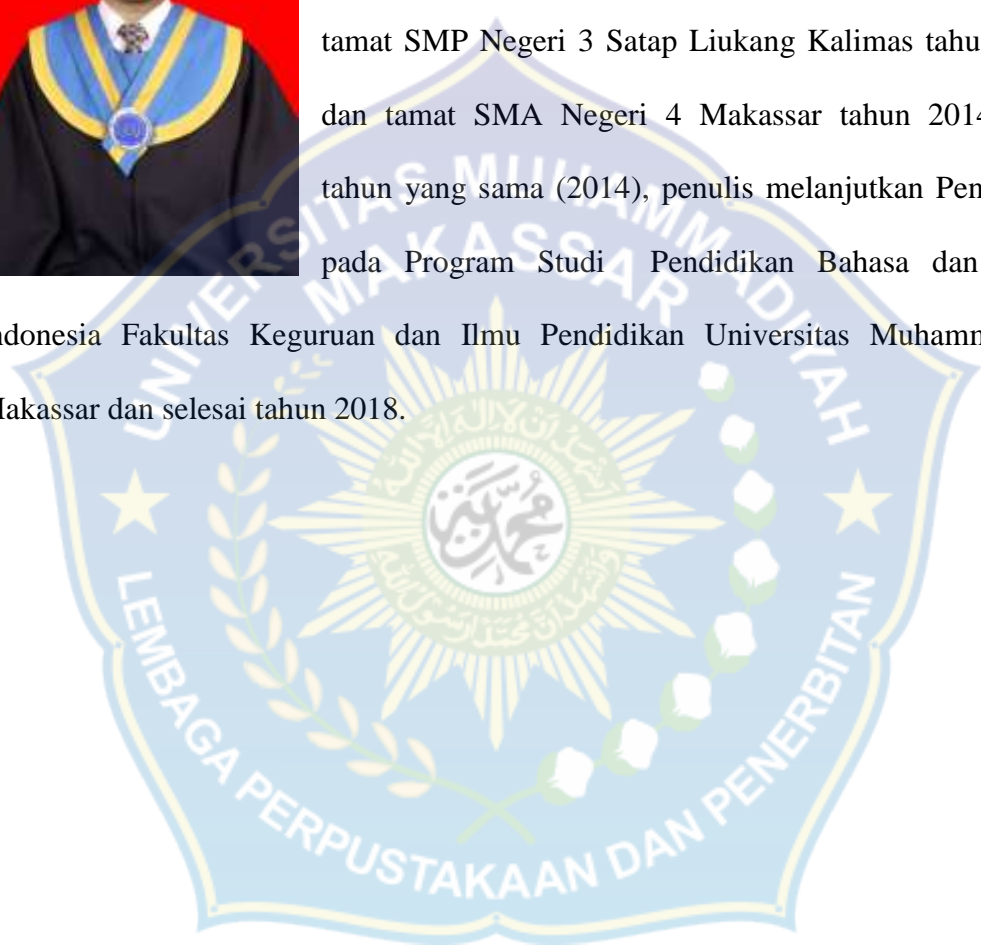 tamat SMP Negeri 3 Satap Liukang Kalimas tahu
dan tamat SMA Negeri 4 Makassar tahun 2014
tahun yang sama (2014), penulis melanjutkan Pen
pada Program Studi Pendidikan Bahasa dan
ndonesia Fakultas Keguruan dan Ilmu Pendidikan Universitas Muhamm
Makassar dan selesai tahun 2018.
UNIVERSITAS MUHAMMADIYAH
MAKASSAR
LEMBAGA PERPUSTAKAAN DAN PENERBITAN